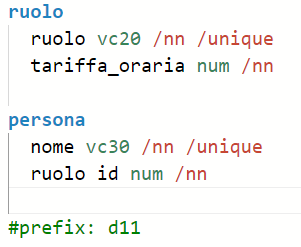 ruolo
ruolo vc20 /nn /unique
tariffa_oraria num /nn
persona
nome vc30 /nn /unique
ruolo id num /nn
#prefix: d11